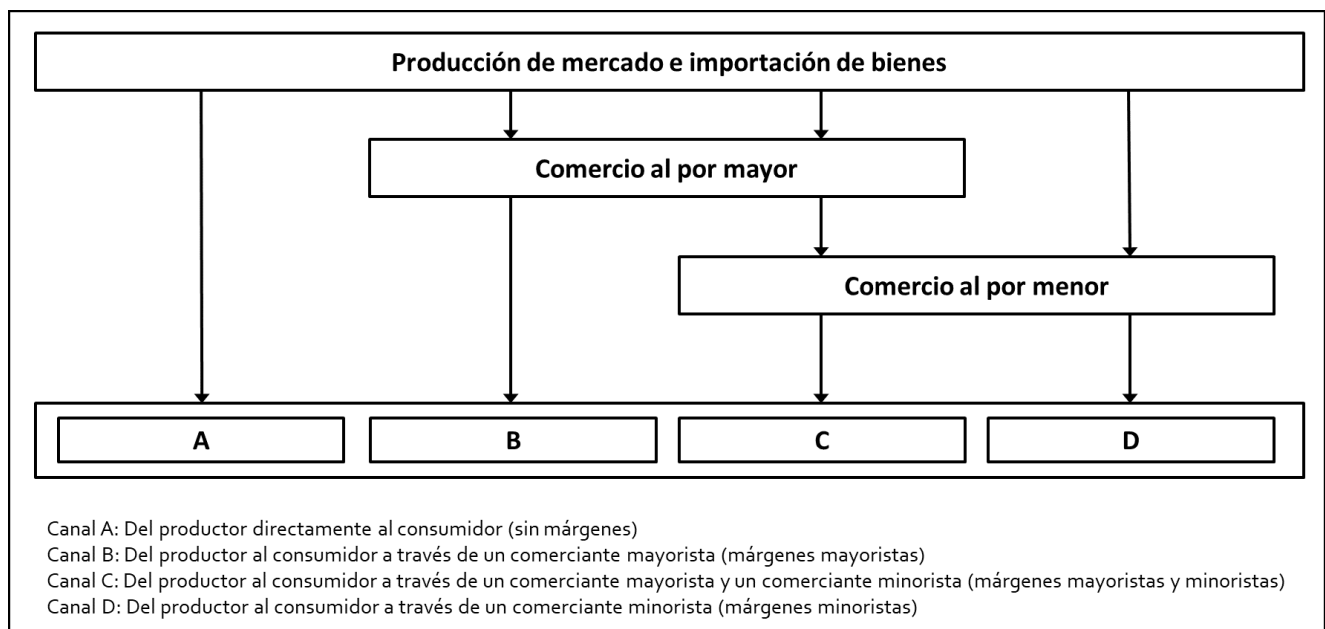 Producción de mercado e importación de bienes
Comercio al por mayor
Comercio al por menor
A
B
C
D
Canal A: Del productor directamente al consumidor (sin márgenes)
Canal B: Del productor al consumidor a través de un comerciante mayorista (márgenes mayoristas)
Canal C: Del productor al consumidor a través de un comerciante mayorista y un comerciante minorista (márgenes mayoristas y minoristas)
Canal D: Del productor al consumidor a través de un comerciante minorista (márgenes minoristas)